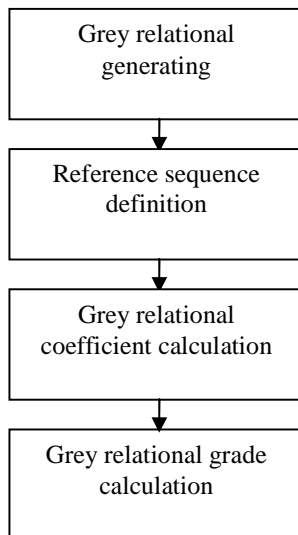 Grey relational
generating
Reference sequence
definition
Grey relational
coefficient calculation
Grey relational grade
calculation